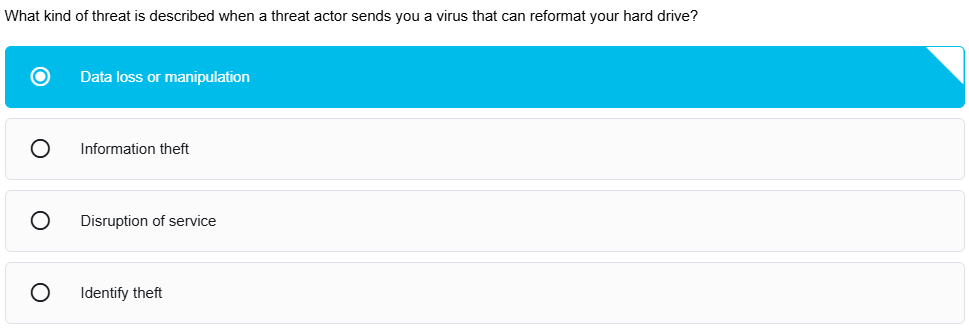 What kind of threat is described when a threat actor sends you a virus that can reformat your hard drive?
Data loss or manipulation
Information theft
Disruption of service
Identify theft